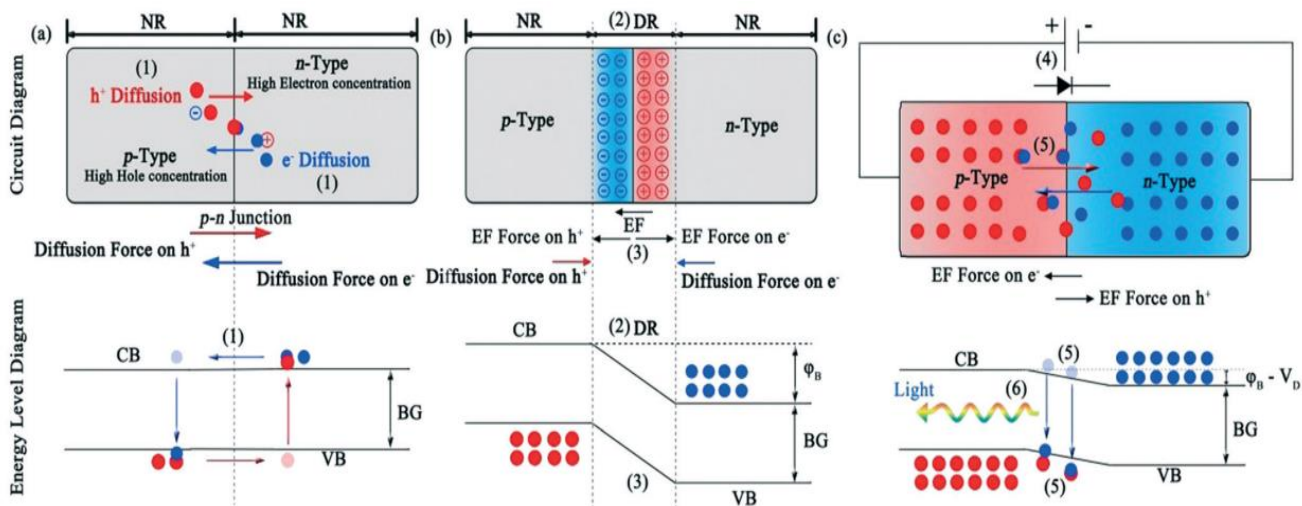 (a)
NR
NR
(1)
n-Type
High Electron concentration
h⁺ Diffusion
p-Type
High Hole concentration
e⁻ Diffusion
(1)
p-n Junction
Diffusion Force on h⁺
Diffusion Force on e⁻
Circuit Diagram
(b)
NR
(2) DR
NR
p-Type
n-Type
EF
EF Force on h⁺
EF Force on e⁻
(3)
Diffusion Force on h⁺
Diffusion Force on e⁻
(c)
+
-
(4)
(5)
p-Type
n-Type
EF Force on e⁻
EF Force on h⁺
Energy Level Diagram
(1)
CB
BG
VB
(2) DR
CB
φB
BG
(3)
VB
CB
(5)
φB - VD
(6)
Light
BG
(5)
VB